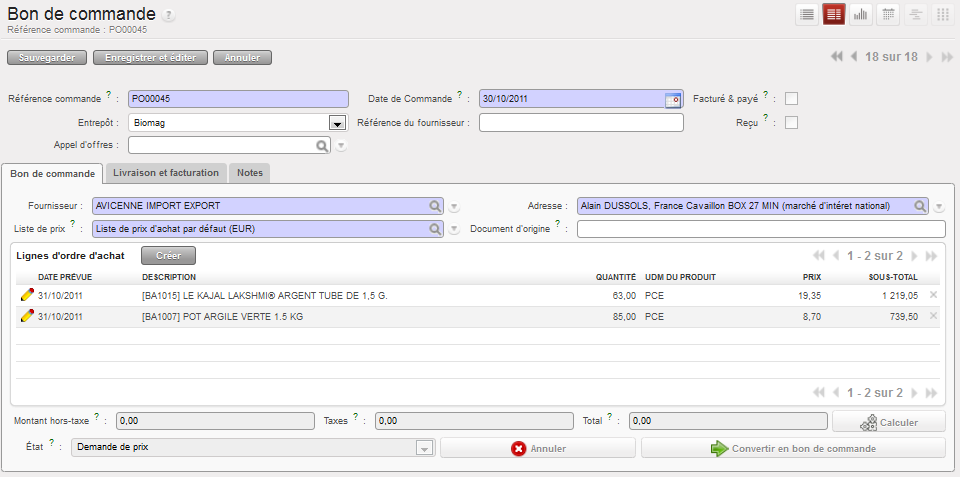 Bon de commande ?
Référence commande : PO00045
Sauvegarder Enregistrer et éditer Annuler 18 sur 18
Référence commande ? : PO00045 Date de Commande ? : 30/10/2011 Facturé & payé ? :
Entrepôt : Biomag Référence du fournisseur : Reçu ? :
Appel d'offres :
Bon de commande Livraison et facturation Notes
Fournisseur : AVICENNE IMPORT EXPORT Adresse : Alain DUSSOLS, France Cavaillon BOX 27 MIN (marché d'intéret national)
Liste de prix ? : Liste de prix d'achat par défaut (EUR) Document d'origine ? :
Lignes d'ordre d'achat Créer 1 - 2 sur 2
DATE PRÉVUE DESCRIPTION QUANTITÉ UDM DU PRODUIT PRIX SOUS-TOTAL
31/10/2011 [BA1015] LE KAJAL LAKSHMI® ARGENT TUBE DE 1,5 G. 63,00 PCE 19,35 1 219,05
31/10/2011 [BA1007] POT ARGILE VERTE 1.5 KG 85,00 PCE 8,70 739,50
1 - 2 sur 2
Montant hors-taxe ? : 0,00 Taxes ? : 0,00 Total ? : 0,00 Calculer
État ? : Demande de prix Annuler Convertir en bon de commande